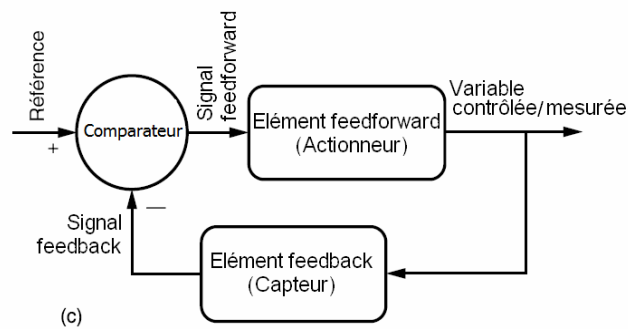 Référence
+
Comparateur
Signal
feedforward
Elément feedforward
(Actionneur)
Variable
contrôlée/mesurée
—
Signal
feedback
Elément feedback
(Capteur)
(c)